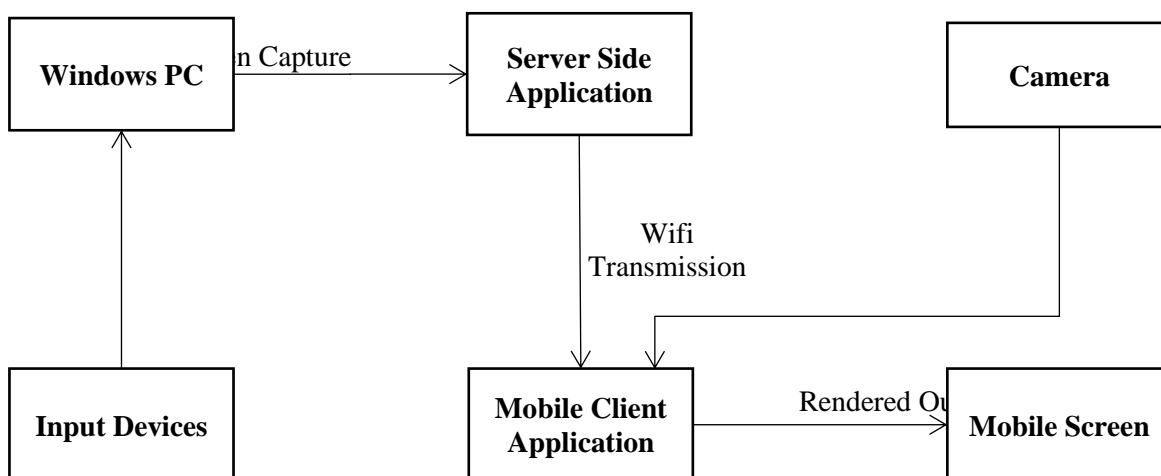 Windows PC
n Capture
Server Side
Application
Camera
Wifi
Transmission
Input Devices
Mobile Client
Application
Rendered Ou
Mobile Screen